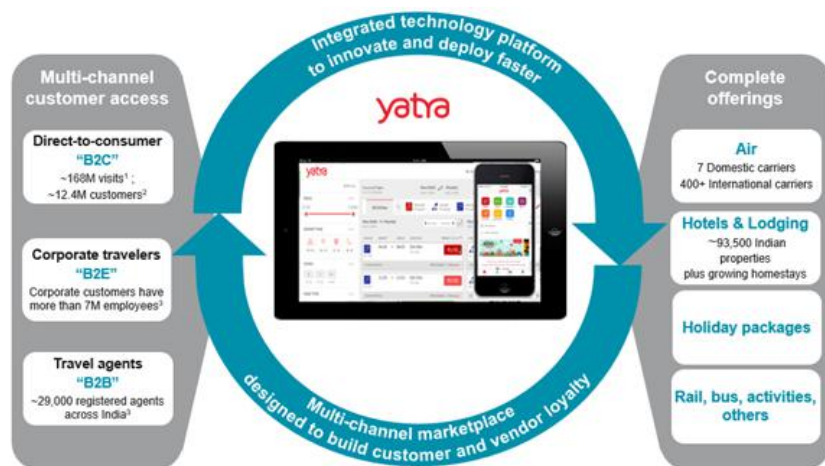 Integrated technology platform
to innovate and deploy faster
Multi-channel
customer access
Direct-to-consumer
“B2C”
~168M visits¹ ;
~12.4M customers²
Corporate travelers
“B2E”
Corporate customers have
more than 7M employees³
Travel agents
“B2B”
~29,000 registered agents
across India³
yatra
yatra
Complete
offerings
Air
7 Domestic carriers
400+ International carriers
Hotels & Lodging
~93,500 Indian
properties
plus growing homestays
Holiday packages
Rail, bus, activities,
others
Multi-channel marketplace
designed to build customer and vendor loyalty